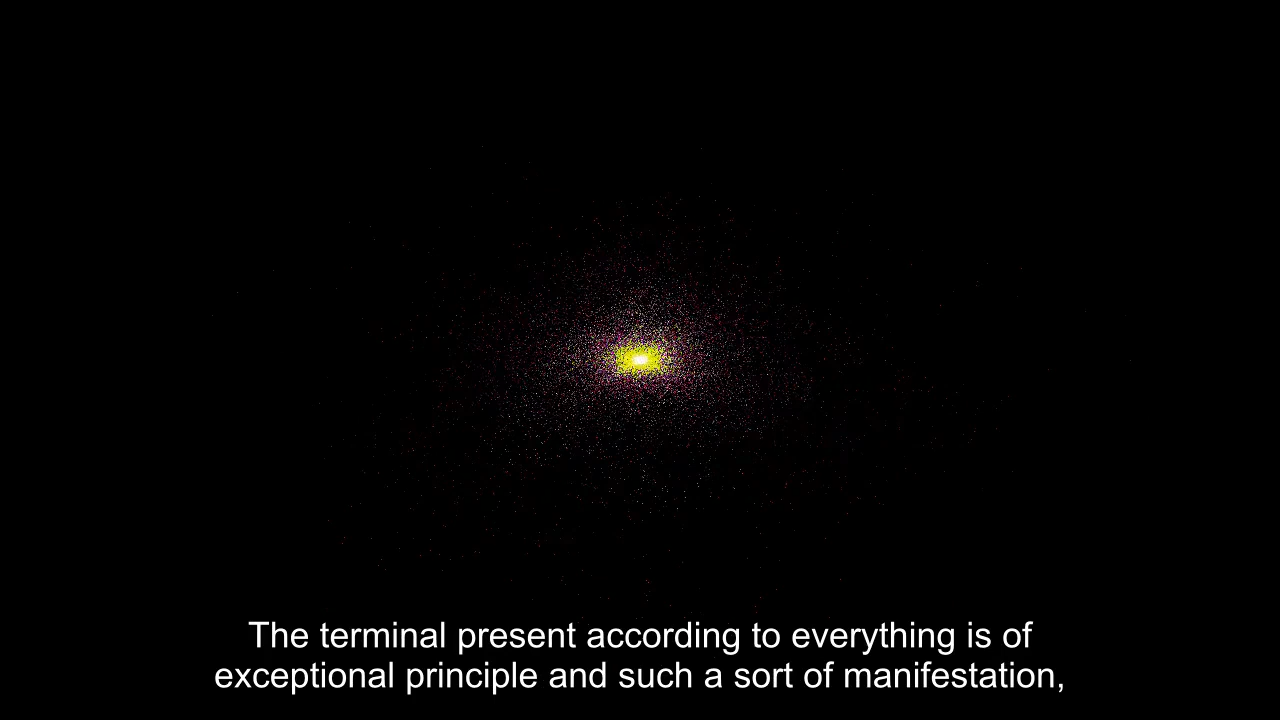 The terminal present according to everything is of
exceptional principle and such a sort of manifestation,